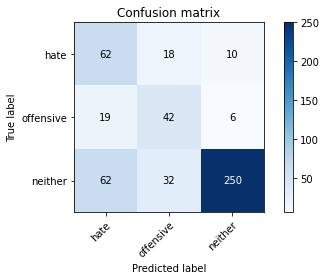 Confusion matrix
True label
hate 62 18 10
offensive 19 42 6
neither 62 32 250
hate offensive neither
Predicted label
250
200
150
100
50